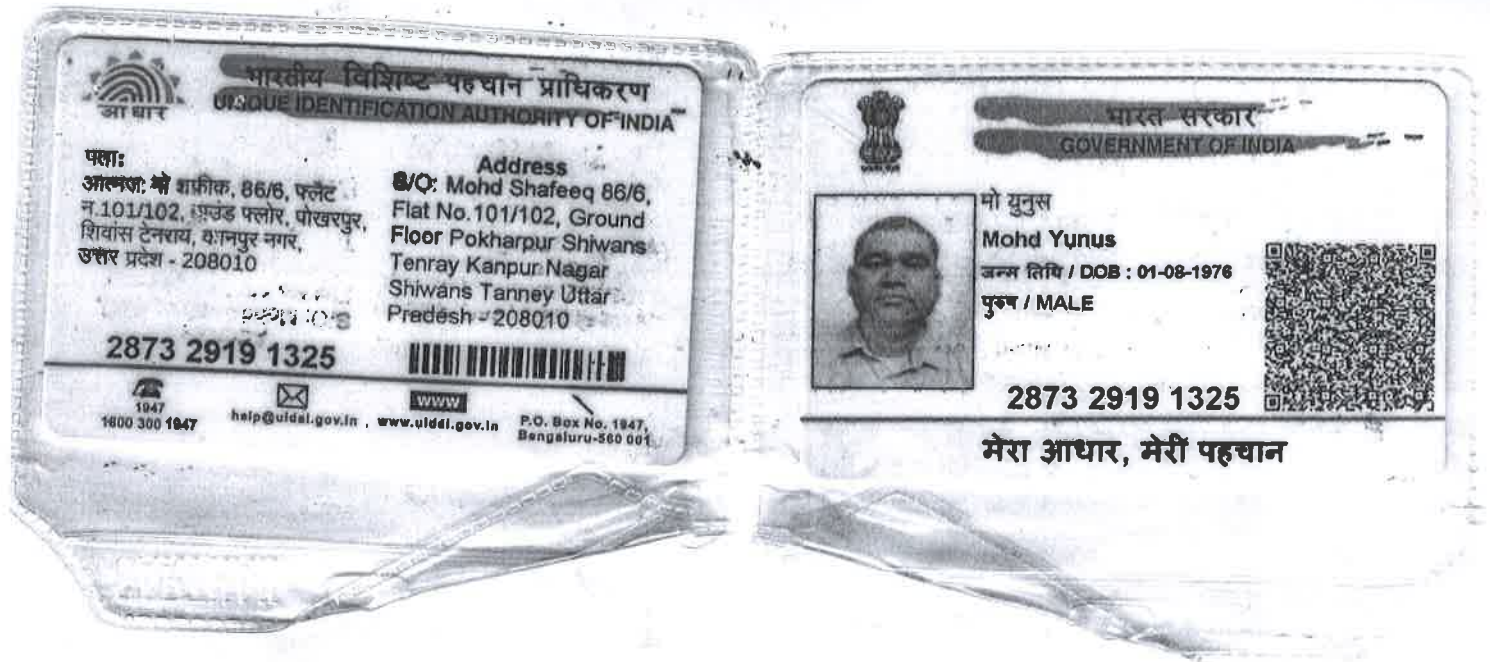 आधार
भारतीय विशिष्ट पहचान प्राधिकरण
UNIQUE IDENTIFICATION AUTHORITY OF INDIA
पता:
आत्मज: मो शफीक, 86/6, फ्लैट
न.101/102, ग्राउंड फ्लोर, पोखरपुर,
शिवांस टेनराय, कानपुर नगर,
उत्तर प्रदेश - 208010
Address
S/O: Mohd Shafeeq 86/6,
Flat No.101/102, Ground
Floor Pokharpur Shiwans
Tenray Kanpur Nagar
Shiwans Tanney Uttar
Pradesh - 208010
2873 2919 1325
1947
1800 300 1947
help@uidai.gov.in
www
www.uidai.gov.in
P.O. Box No. 1947,
Bengaluru-560 001
भारत सरकार
GOVERNMENT OF INDIA
मो युनुस
Mohd Yunus
जन्म तिथि / DOB : 01-08-1976
पुरुष / MALE
2873 2919 1325
मेरा आधार, मेरी पहचान